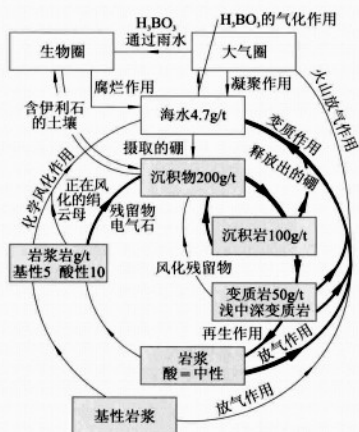 H₃BO₃
通过雨水
H₃BO₃的气化作用
生物圈
大气圈
腐烂作用
凝聚作用
火山放气作用
含伊利石
的土壤
海水4.7g/t
变质作用
释放出的硼
摄取的硼
化学风化作用
沉积物200g/t
正在风
化的绢
云母
残留物
电气石
沉积岩100g/t
岩浆岩g/t
基性5 酸性10
风化残留物
变质岩50g/t
浅中深变质岩
再生作用
放气作用
岩浆
酸=中性
放气作用
基性岩浆